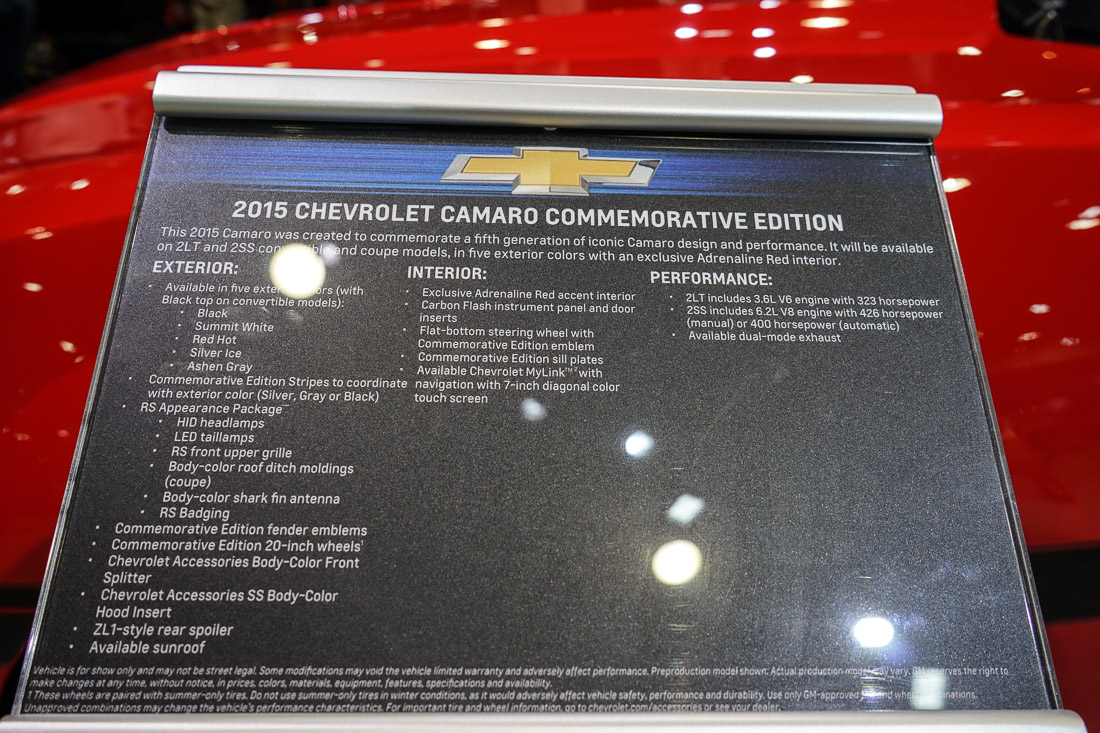 2015 CHEVROLET CAMARO COMMEMORATIVE EDITION
This 2015 Camaro was created to commemorate a fifth generation of iconic Camaro design and performance. It will be available
on 2LT and 2SS convertible and coupe models, in five exterior colors with an exclusive Adrenaline Red interior.
EXTERIOR:
• Available in five exterior colors (with
Black top on convertible models):
• Black
• Summit White
• Red Hot
• Silver Ice
• Ashen Gray
• Commemorative Edition Stripes to coordinate
with exterior color (Silver, Gray or Black)
• RS Appearance Package
• HID headlamps
• LED taillamps
• RS front upper grille
• Body-color roof ditch moldings
(coupe)
• Body-color shark fin antenna
• RS Badging
• Commemorative Edition fender emblems
• Commemorative Edition 20-inch wheels¹
• Chevrolet Accessories Body-Color Front
Splitter
• Chevrolet Accessories SS Body-Color
Hood Insert
• ZL1-style rear spoiler
• Available sunroof
INTERIOR:
• Exclusive Adrenaline Red accent interior
• Carbon Flash instrument panel and door
inserts
• Flat-bottom steering wheel with
Commemorative Edition emblem
• Commemorative Edition sill plates
• Available Chevrolet MyLink™ with
navigation with 7-inch diagonal color
touch screen
PERFORMANCE:
• 2LT includes 3.6L V6 engine with 323 horsepower
• 2SS includes 6.2L V8 engine with 426 horsepower
(manual) or 400 horsepower (automatic)
• Available dual-mode exhaust
Vehicle is for show only and may not be street legal. Some modifications may void the vehicle limited warranty and adversely affect performance. Preproduction model shown. Actual production model may vary. GM reserves the right to
make changes at any time, without notice, in prices, colors, materials, equipment, features, specifications and availability.
1 These wheels are paired with summer-only tires. Do not use summer-only tires in winter conditions, as it would adversely affect vehicle safety, performance and durability. Use only GM-approved tire and wheel combinations.
Unapproved combinations may change the vehicle's performance characteristics. For important tire and wheel information, go to chevrolet.com/accessories or see your dealer.